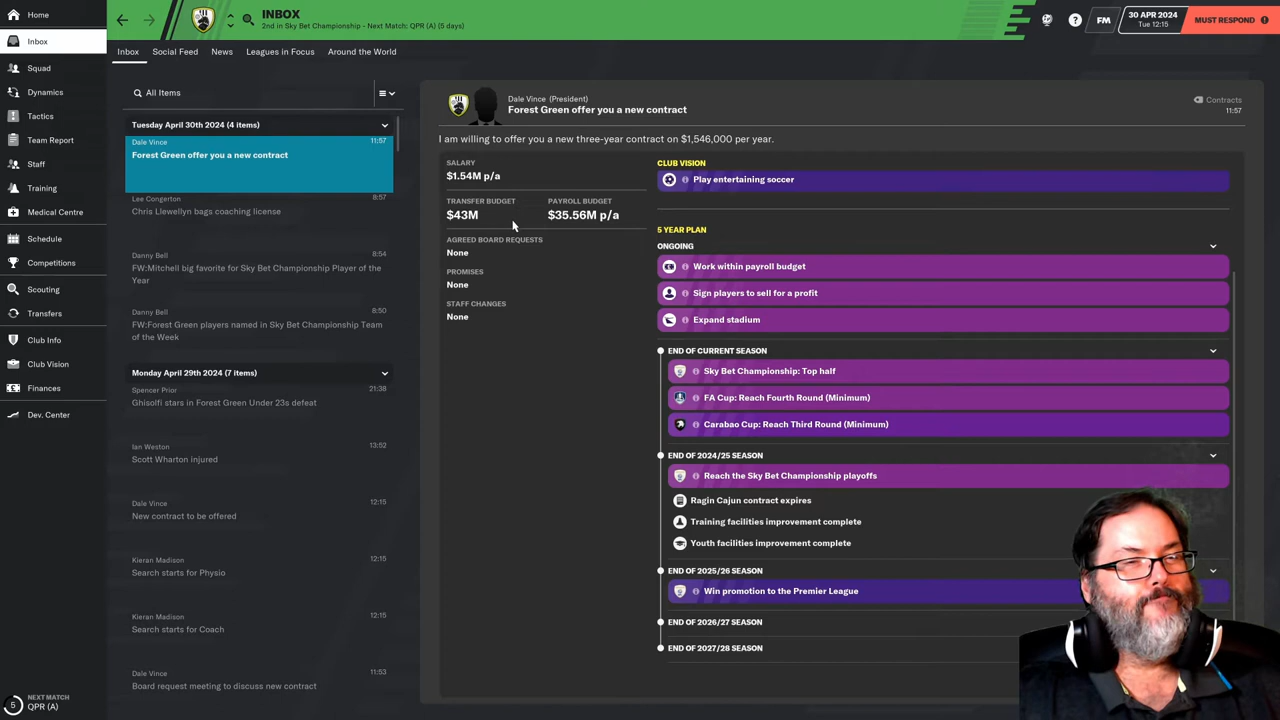 Home
INBOX
2nd in Sky Bet Championship - Next Match: QPR (A) (5 days)
FM
30 APR 2024
Tue 12:15
MUST RESPOND
Inbox
Squad
Dynamics
Tactics
Team Report
Staff
Training
Medical Centre
Schedule
Competitions
Scouting
Transfers
Club Info
Club Vision
Finances
Dev. Center
5
NEXT MATCH
QPR (A)
Inbox
Social Feed
News
Leagues in Focus
Around the World
All Items
Tuesday April 30th 2024 (4 items)
Dale Vince 11:57
Forest Green offer you a new contract
Lee Congerton 8:57
Chris Llewellyn bags coaching license
Danny Bell 8:54
FW:Mitchell big favorite for Sky Bet Championship Player of the
Year
Danny Bell 8:50
FW:Forest Green players named in Sky Bet Championship Team
of the Week
Monday April 29th 2024 (7 items)
Spencer Prior 21:38
Ghisolfi stars in Forest Green Under 23s defeat
Ian Weston 13:52
Scott Wharton injured
Dale Vince 12:15
New contract to be offered
Kieran Madison 12:15
Search starts for Physio
Kieran Madison 12:15
Search starts for Coach
Dale Vince 11:53
Board request meeting to discuss new contract
Dale Vince (President)
Forest Green offer you a new contract
Contracts
11:57
I am willing to offer you a new three-year contract on $1,546,000 per year.
SALARY
$1.54M p/a
TRANSFER BUDGET PAYROLL BUDGET
$43M $35.56M p/a
AGREED BOARD REQUESTS
None
PROMISES
None
STAFF CHANGES
None
CLUB VISION
Play entertaining soccer
5 YEAR PLAN
ONGOING
Work within payroll budget
Sign players to sell for a profit
Expand stadium
END OF CURRENT SEASON
Sky Bet Championship: Top half
FA Cup: Reach Fourth Round (Minimum)
Carabao Cup: Reach Third Round (Minimum)
END OF 2024/25 SEASON
Reach the Sky Bet Championship playoffs
Ragin Cajun contract expires
Training facilities improvement complete
Youth facilities improvement complete
END OF 2025/26 SEASON
Win promotion to the Premier League
END OF 2026/27 SEASON
END OF 2027/28 SEASON